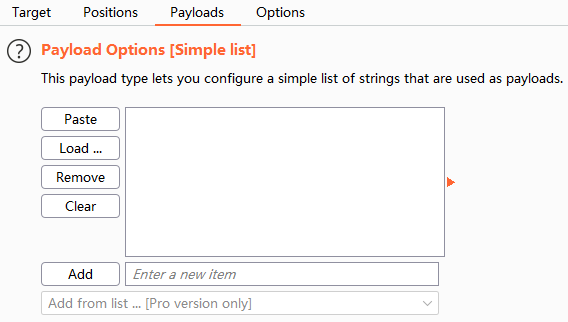 Target Positions Payloads Options
? Payload Options [Simple list]
This payload type lets you configure a simple list of strings that are used as payloads.
Paste
Load ...
Remove
Clear
Add Enter a new item
Add from list ... [Pro version only]